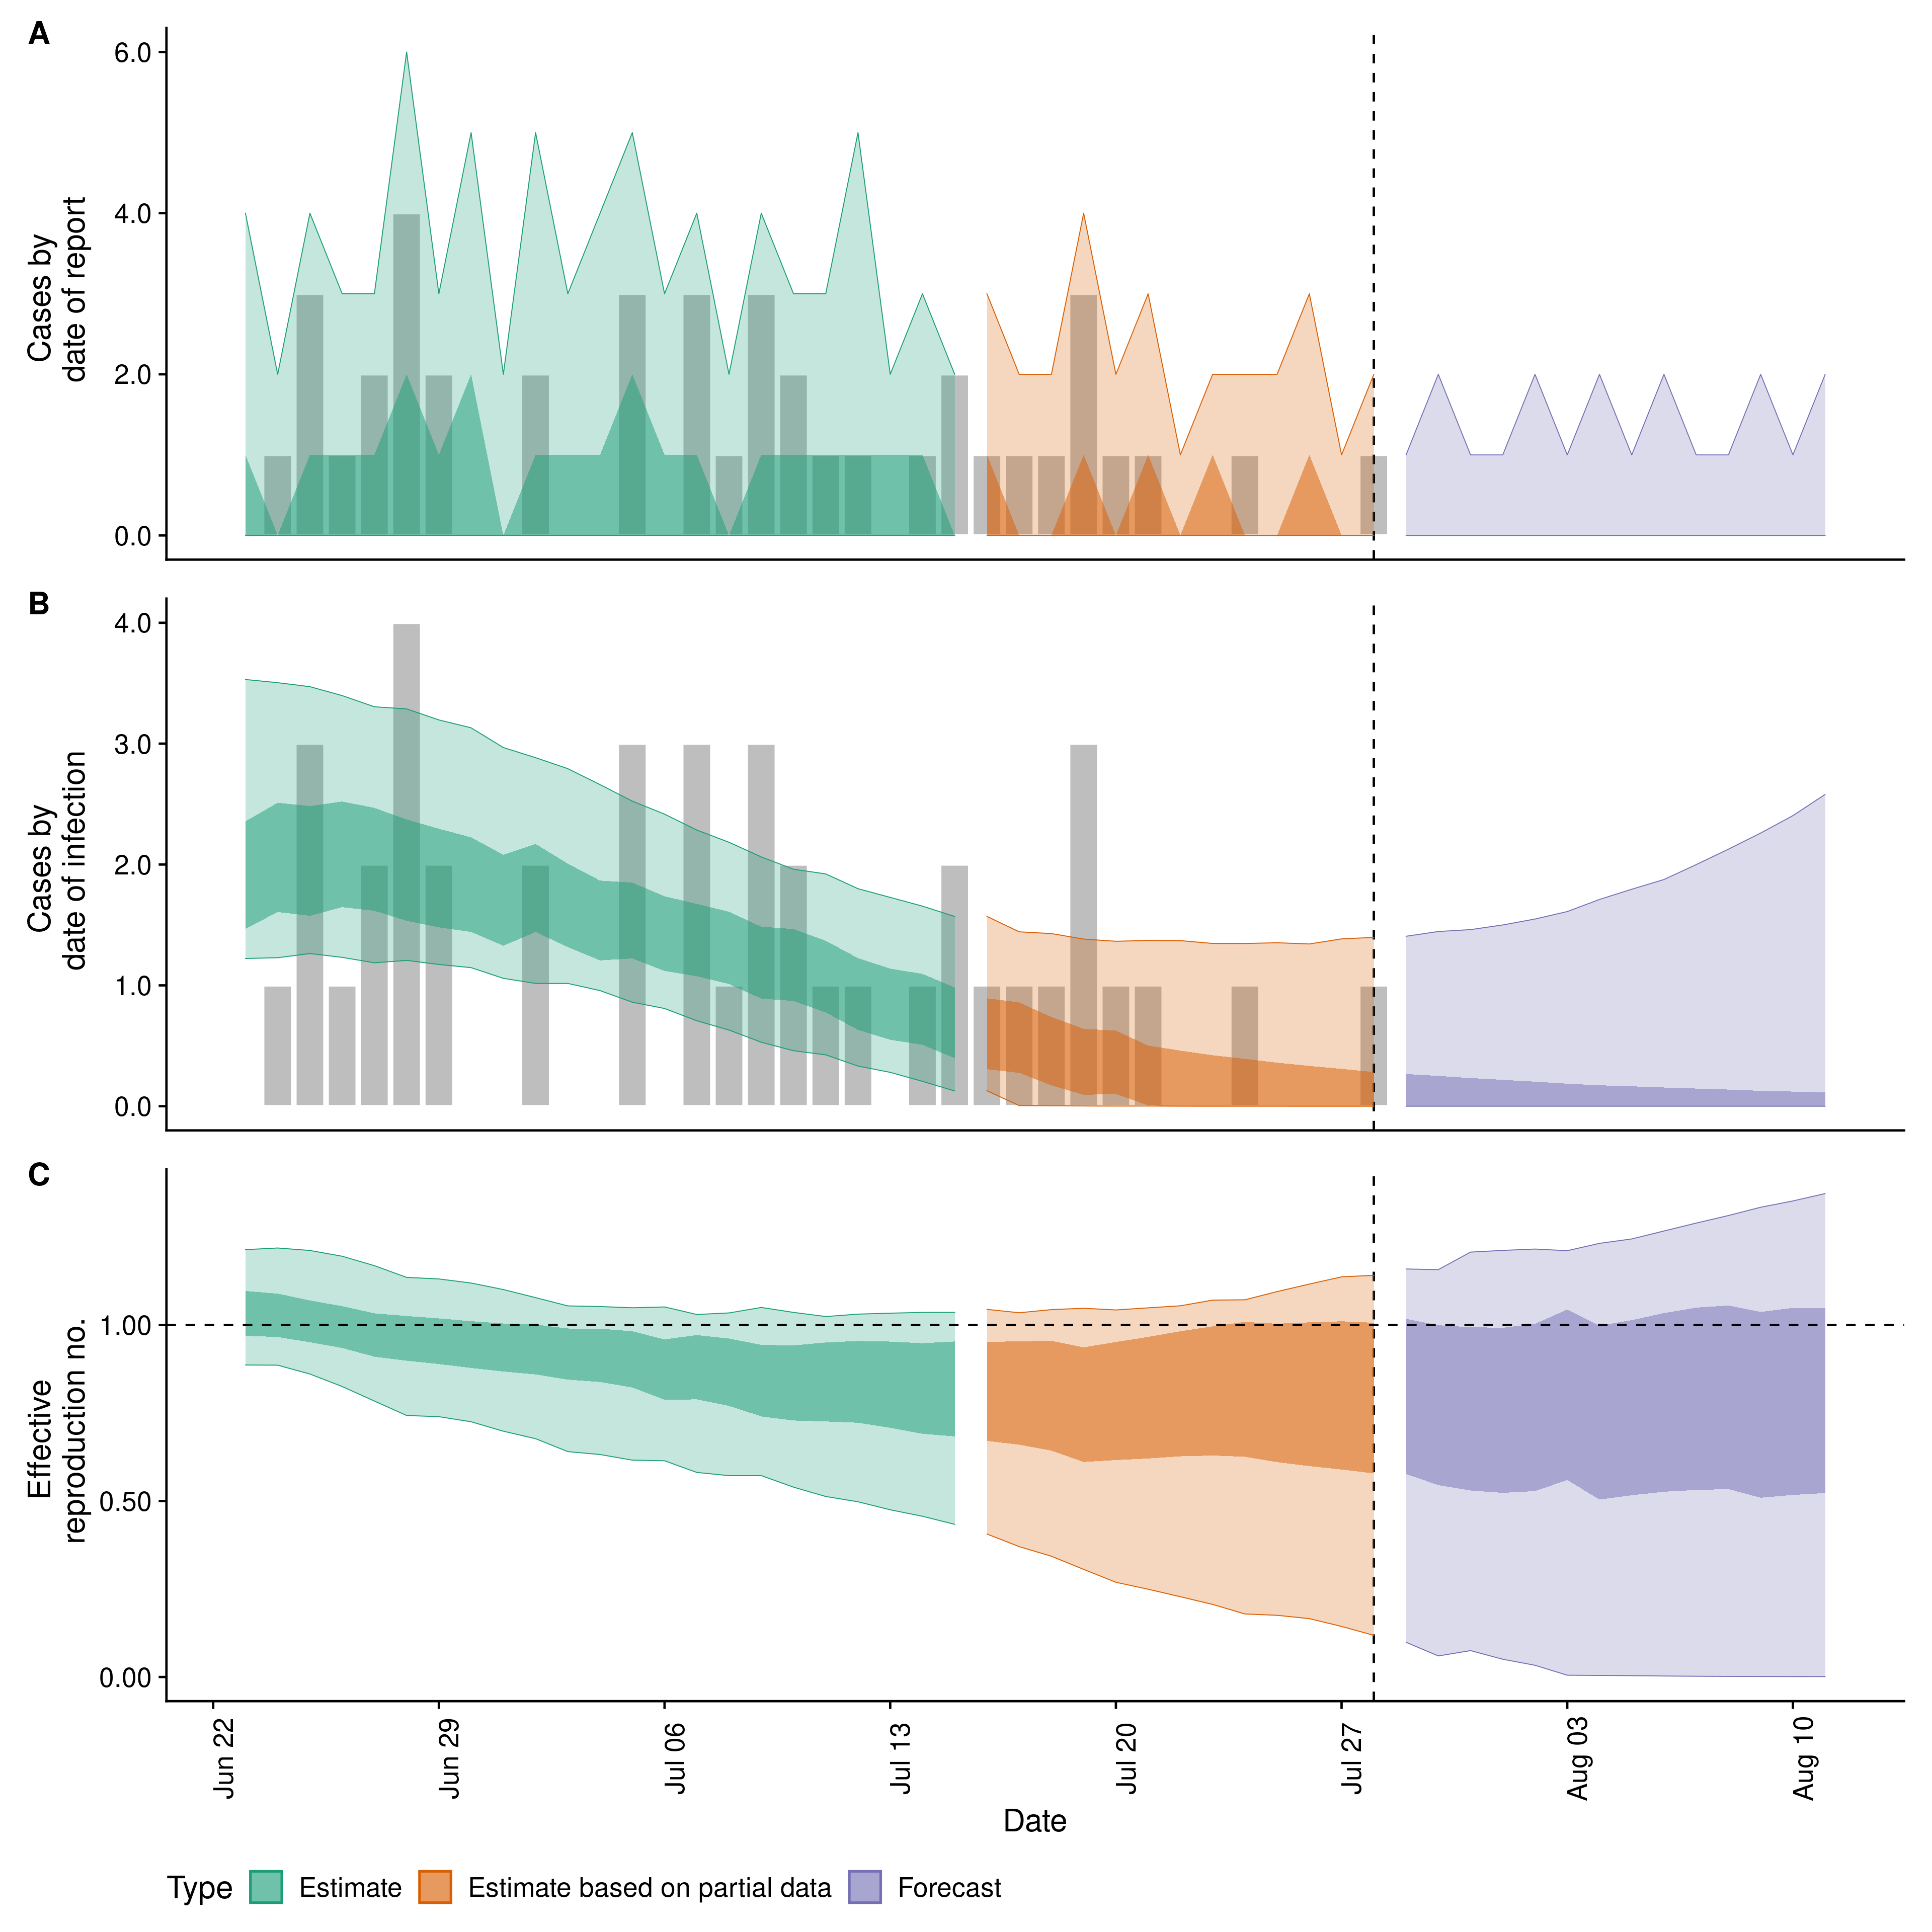 A
6.0
4.0
2.0
0.0
Cases by
date of report
B
4.0
3.0
2.0
1.0
0.0
Cases by
date of infection
C
1.00
0.50
0.00
Effective
reproduction no.
Jun 22
Jun 29
Jul 06
Jul 13
Jul 20
Jul 27
Aug 03
Aug 10
Date
Type Estimate Estimate based on partial data Forecast